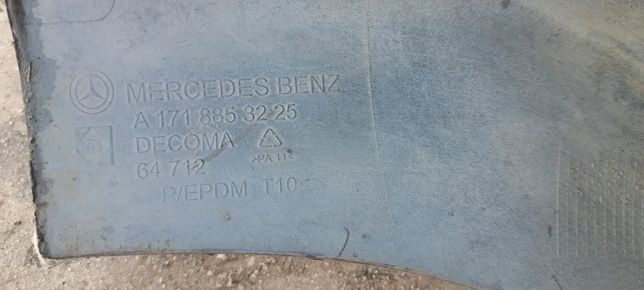 MERCEDES BENZ
A 171 885 32 25
DECOMA
64 712
P/EPDM T10